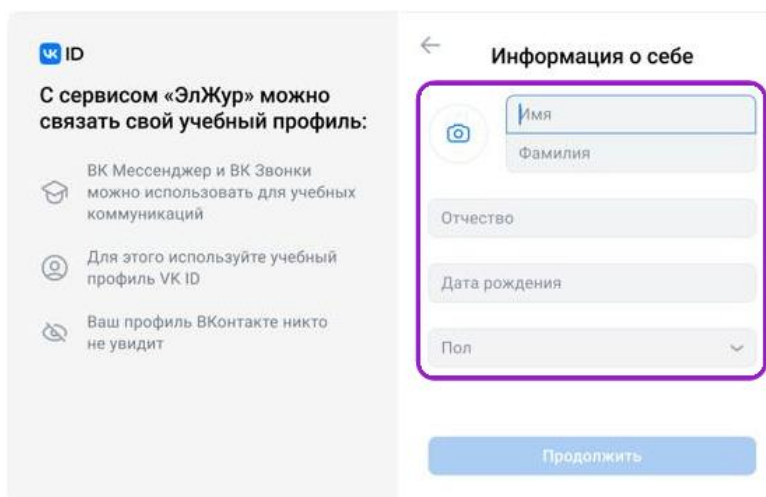 VK ID
С сервисом «ЭлЖур» можно
связать свой учебный профиль:
ВК Мессенджер и ВК Звонки
можно использовать для учебных
коммуникаций
Для этого используйте учебный
профиль VK ID
Ваш профиль ВКонтакте никто
не увидит
Информация о себе
Имя
Фамилия
Отчество
Дата рождения
Пол
Продолжить